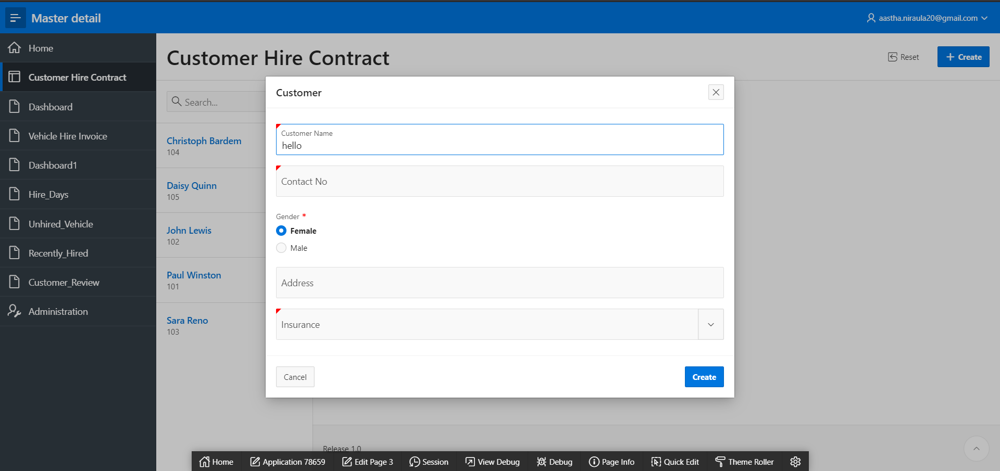 Master detail
aastha.niraula20@gmail.com
Home
Customer Hire Contract
Dashboard
Vehicle Hire Invoice
Dashboard1
Hire_Days
Unhired_Vehicle
Recently_Hired
Customer_Review
Administration
Customer Hire Contract
Reset
Create
Search...
Christoph Bardem
104
Daisy Quinn
105
John Lewis
102
Paul Winston
101
Sara Reno
103
Customer
Customer Name
hello
Contact No
Gender *
Female
Male
Address
Insurance
Cancel
Create
Release 1.0
Home
Application 78659
Edit Page 3
Session
View Debug
Debug
Page Info
Quick Edit
Theme Roller